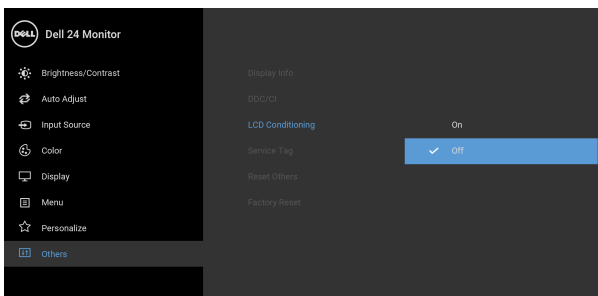 DELL Dell 24 Monitor
Brightness/Contrast
Auto Adjust
Input Source
Color
Display
Menu
Personalize
Others
Display Info
DDC/CI
LCD Conditioning
Service Tag
Reset Others
Factory Reset
On
Off